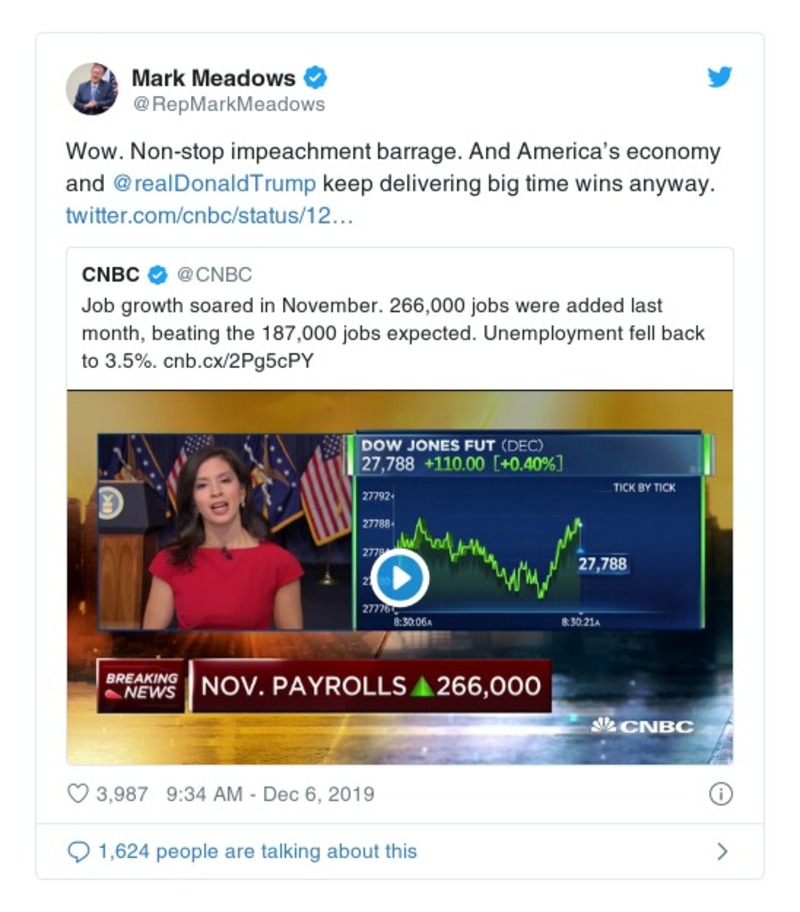 Mark Meadows
@RepMarkMeadows
Wow. Non-stop impeachment barrage. And America's economy
and @realDonaldTrump keep delivering big time wins anyway.
twitter.com/cnbc/status/12…
CNBC @CNBC
Job growth soared in November. 266,000 jobs were added last
month, beating the 187,000 jobs expected. Unemployment fell back
to 3.5%. cnb.cx/2Pg5cPY
DOW JONES FUT (DEC)
27,788 +110.00 [+0.40%]
TICK BY TICK
27792
27788
27,788
27776
8:30:06A 8:30:21A
BREAKING
NEWS
NOV. PAYROLLS▲266,000
CNBC
3,987 9:34 AM - Dec 6, 2019
1,624 people are talking about this